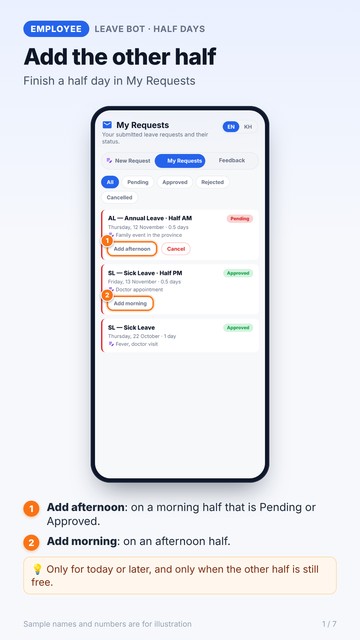 EMPLOYEE LEAVE BOT · HALF DAYS
Add the other half
Finish a half day in My Requests
My Requests
EN KH
Your submitted leave requests and their
status.
New Request My Requests Feedback
All Pending Approved Rejected
Cancelled
AL — Annual Leave · Half AM Pending
Thursday, 12 November · 0.5 days
Family event in the province
1
Add afternoon Cancel
SL — Sick Leave · Half PM Approved
Friday, 13 November · 0.5 days
Doctor appointment
2
Add morning
SL — Sick Leave Approved
Thursday, 22 October · 1 day
Fever, doctor visit
1 Add afternoon: on a morning half that is Pending or
Approved.
2 Add morning: on an afternoon half.
💡 Only for today or later, and only when the other half is still
free.
Sample names and numbers are for illustration 1 / 7